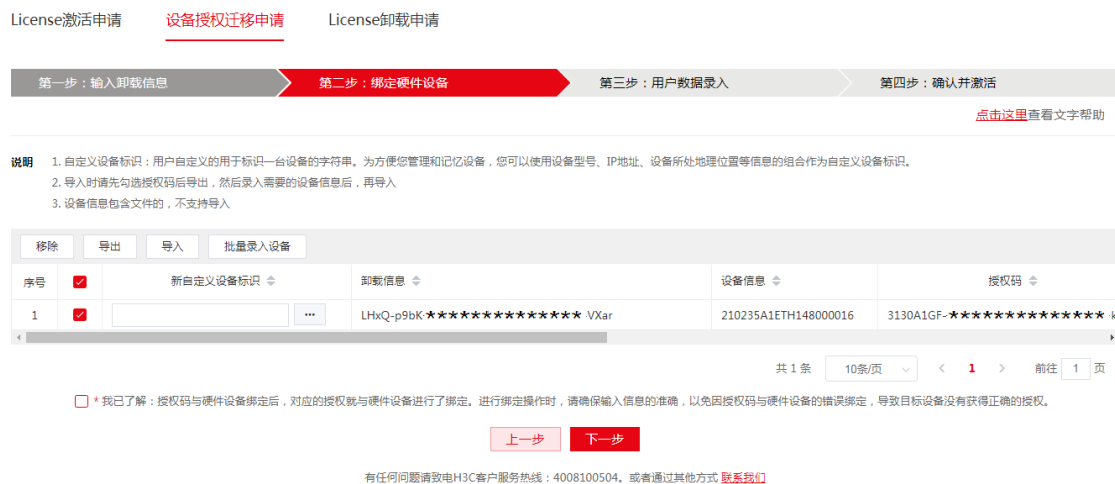 License激活申请 设备授权迁移申请 License卸载申请
第一步：输入卸载信息 第二步：绑定硬件设备 第三步：用户数据录入 第四步：确认并激活
点击这里查看文字帮助
说明 1. 自定义设备标识：用户自定义的用于标识一台设备的字符串。为方便您管理和记忆设备，您可以使用设备型号、IP地址、设备所处地理位置等信息的组合作为自定义设备标识。
2. 导入时请先勾选授权码后导出，然后录入需要的设备信息后，再导入
3. 设备信息包含文件的，不支持导入
移除 导出 导入 批量录入设备
序号 新自定义设备标识 卸载信息 设备信息 授权码
1 ... LHxQ-p9bK-**************-VXar 210235A1ETH148000016 3130A1GF-**************-k
共 1 条 10条/页 < 1 > 前往 1 页
* 我已了解：授权码与硬件设备绑定后，对应的授权就与硬件设备进行了绑定。进行绑定操作时，请确保输入信息的准确，以免因授权码与硬件设备的错误绑定，导致目标设备没有获得正确的授权。
上一步 下一步
有任何问题请致电H3C客户服务热线：4008100504。或者通过其他方式 联系我们